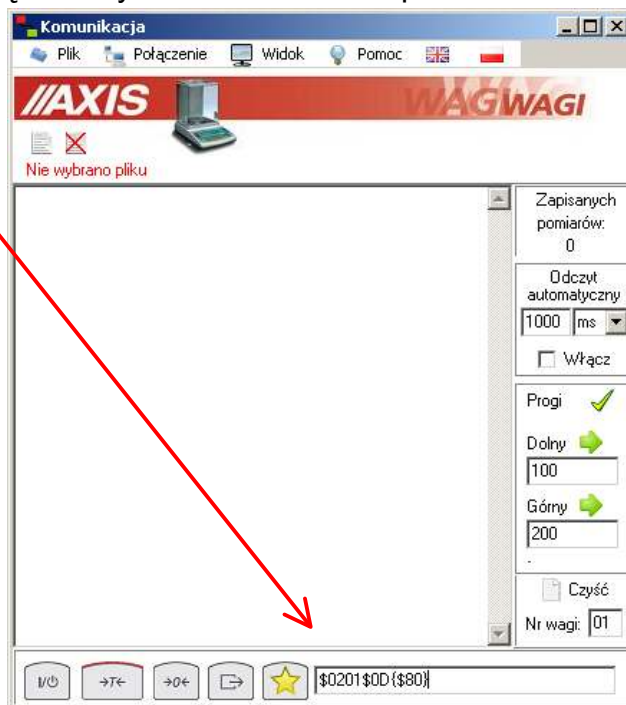 Komunikacja
Plik Połączenie Widok Pomoc
//AXIS WAGWAGI
Nie wybrano pliku
Zapisanych
pomiarów:
0
Odczyt
automatyczny
1000 ms
Włącz
Progi
Dolny
100
Górny
200
.
Czyść
Nr wagi: 01
I/⏻ →T← →0← $0201$0D{$80}